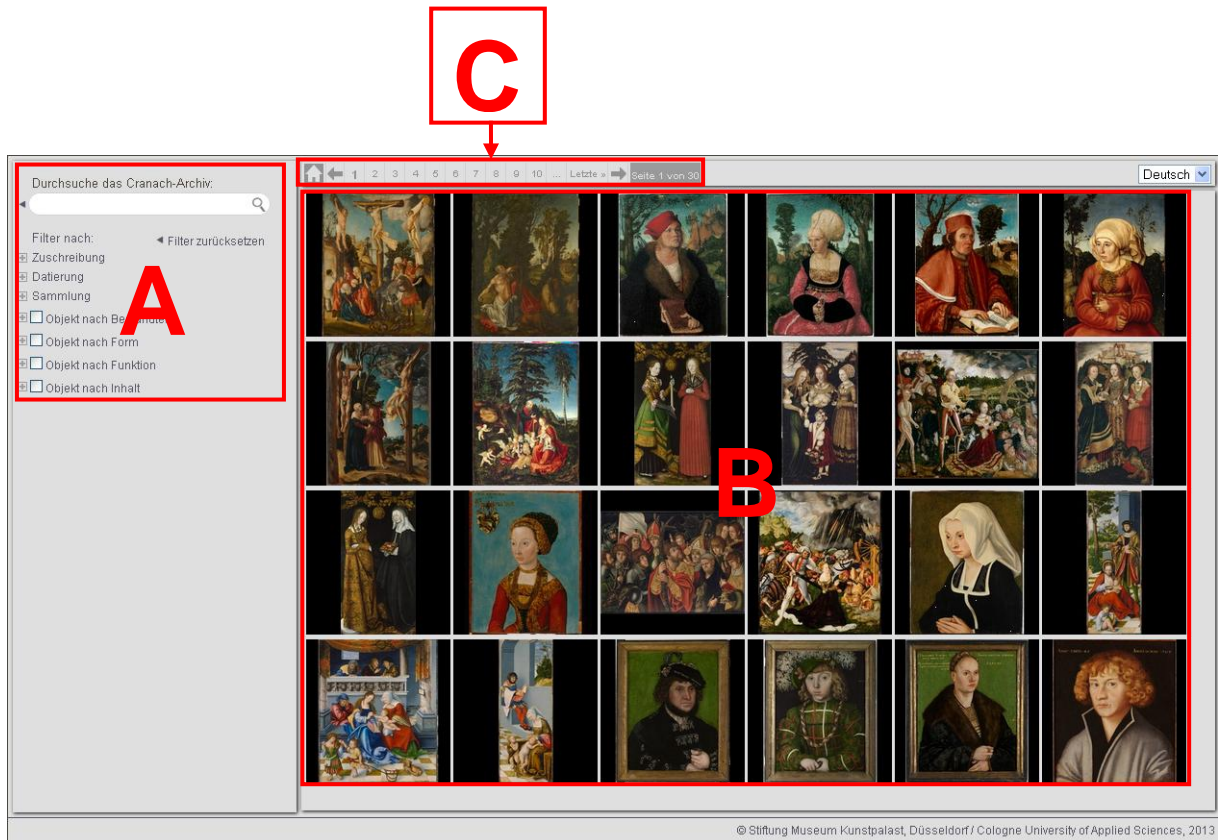 C
1 2 3 4 5 6 7 8 9 10 ... Letzte » Seite 1 von 30
Deutsch
Durchsuche das Cranach-Archiv:
Filter nach: Filter zurücksetzen
Zuschreibung
Datierung
Sammlung
A
Objekt nach
Objekt nach Form
Objekt nach Funktion
Objekt nach Inhalt
B
© Stiftung Museum Kunstpalast, Düsseldorf / Cologne University of Applied Sciences, 2013